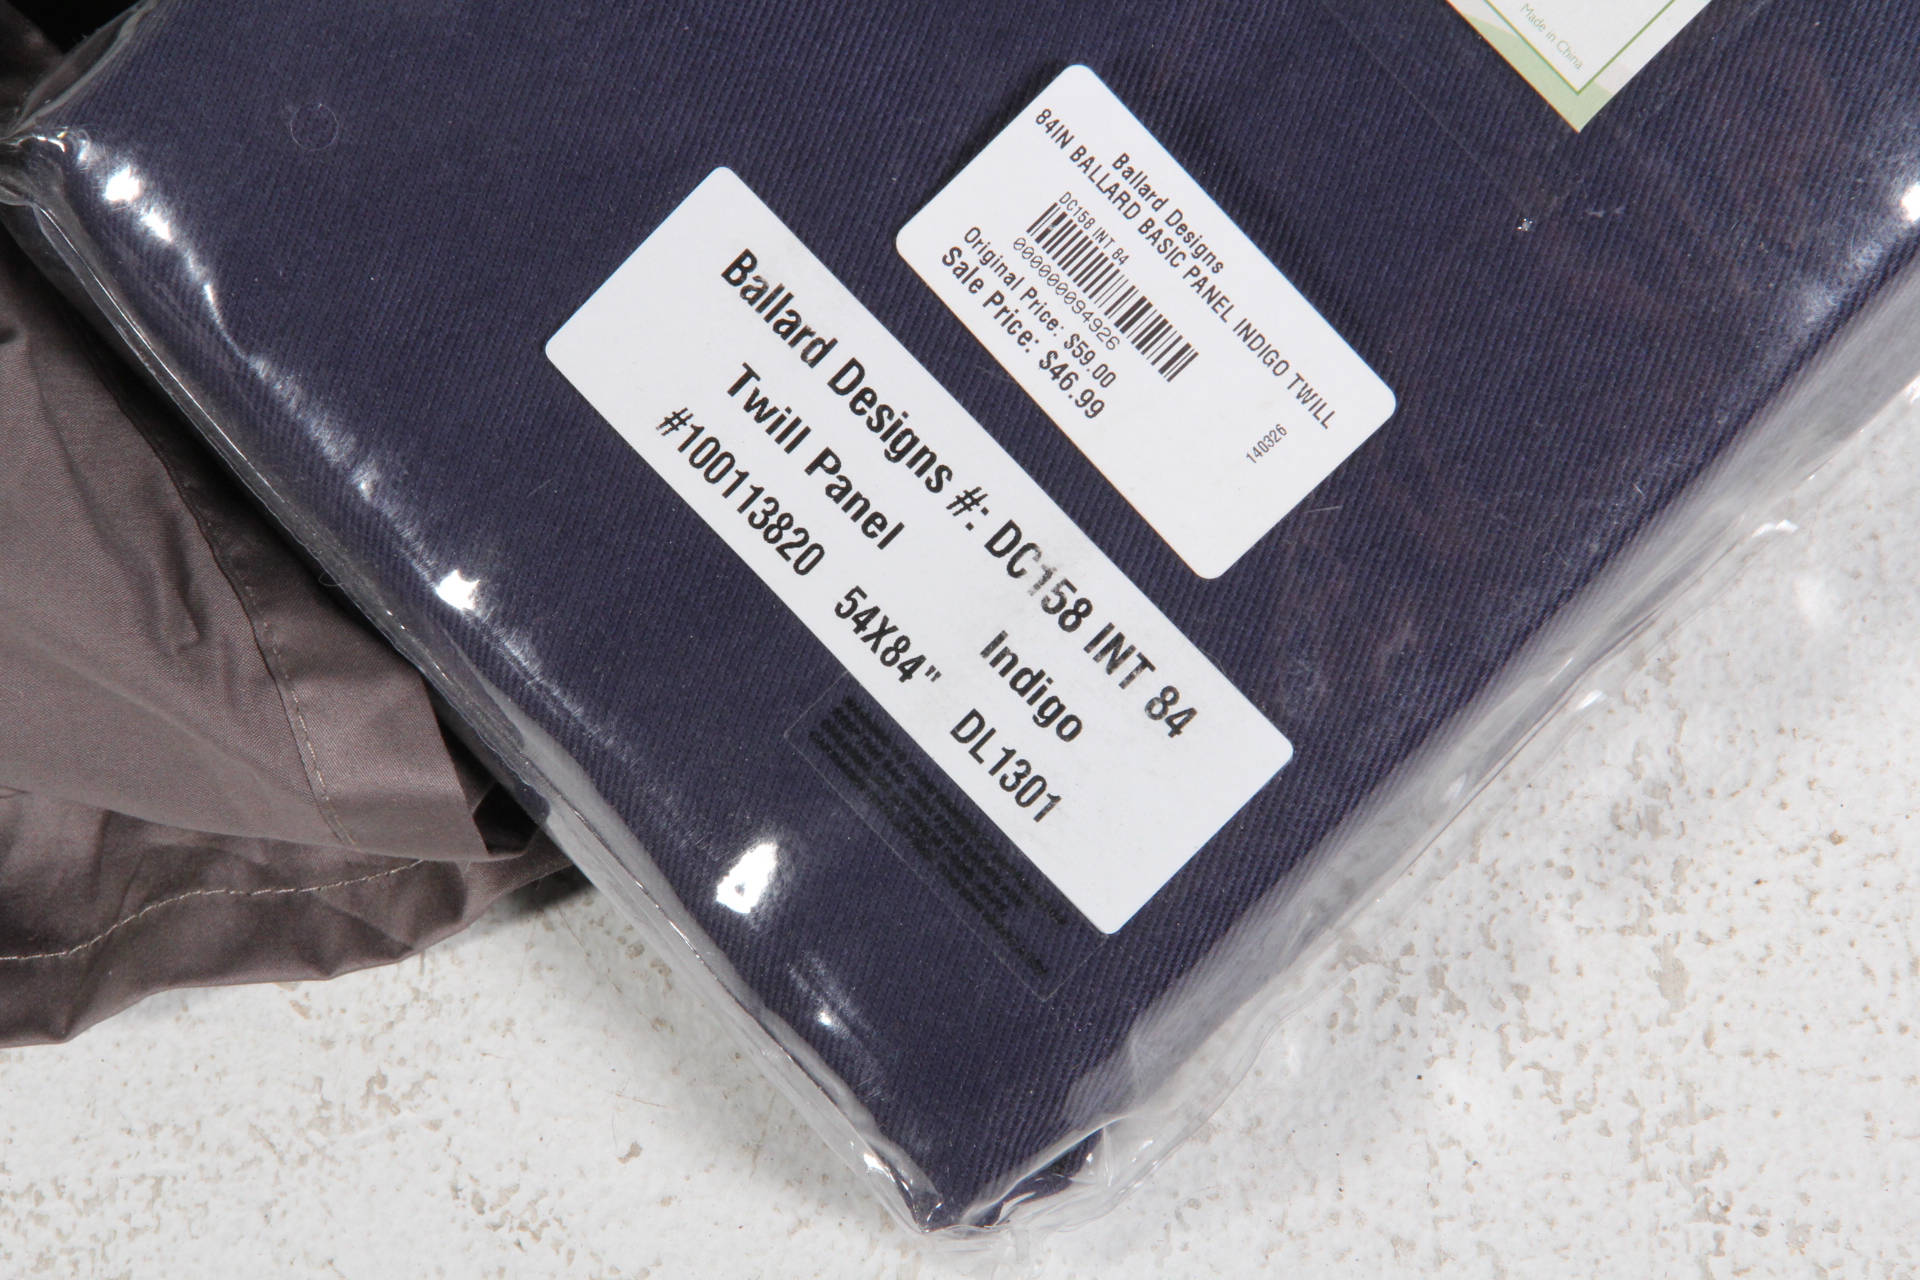 Made in China
Ballard Designs
84IN BALLARD BASIC PANEL INDIGO TWILL
DC158 INT 84
00000094926
Original Price: $59.00
Sale Price: $46.99
140326
Ballard Designs #: DC158 INT 84
Twill Panel Indigo
#100113820 54X84" DL1301